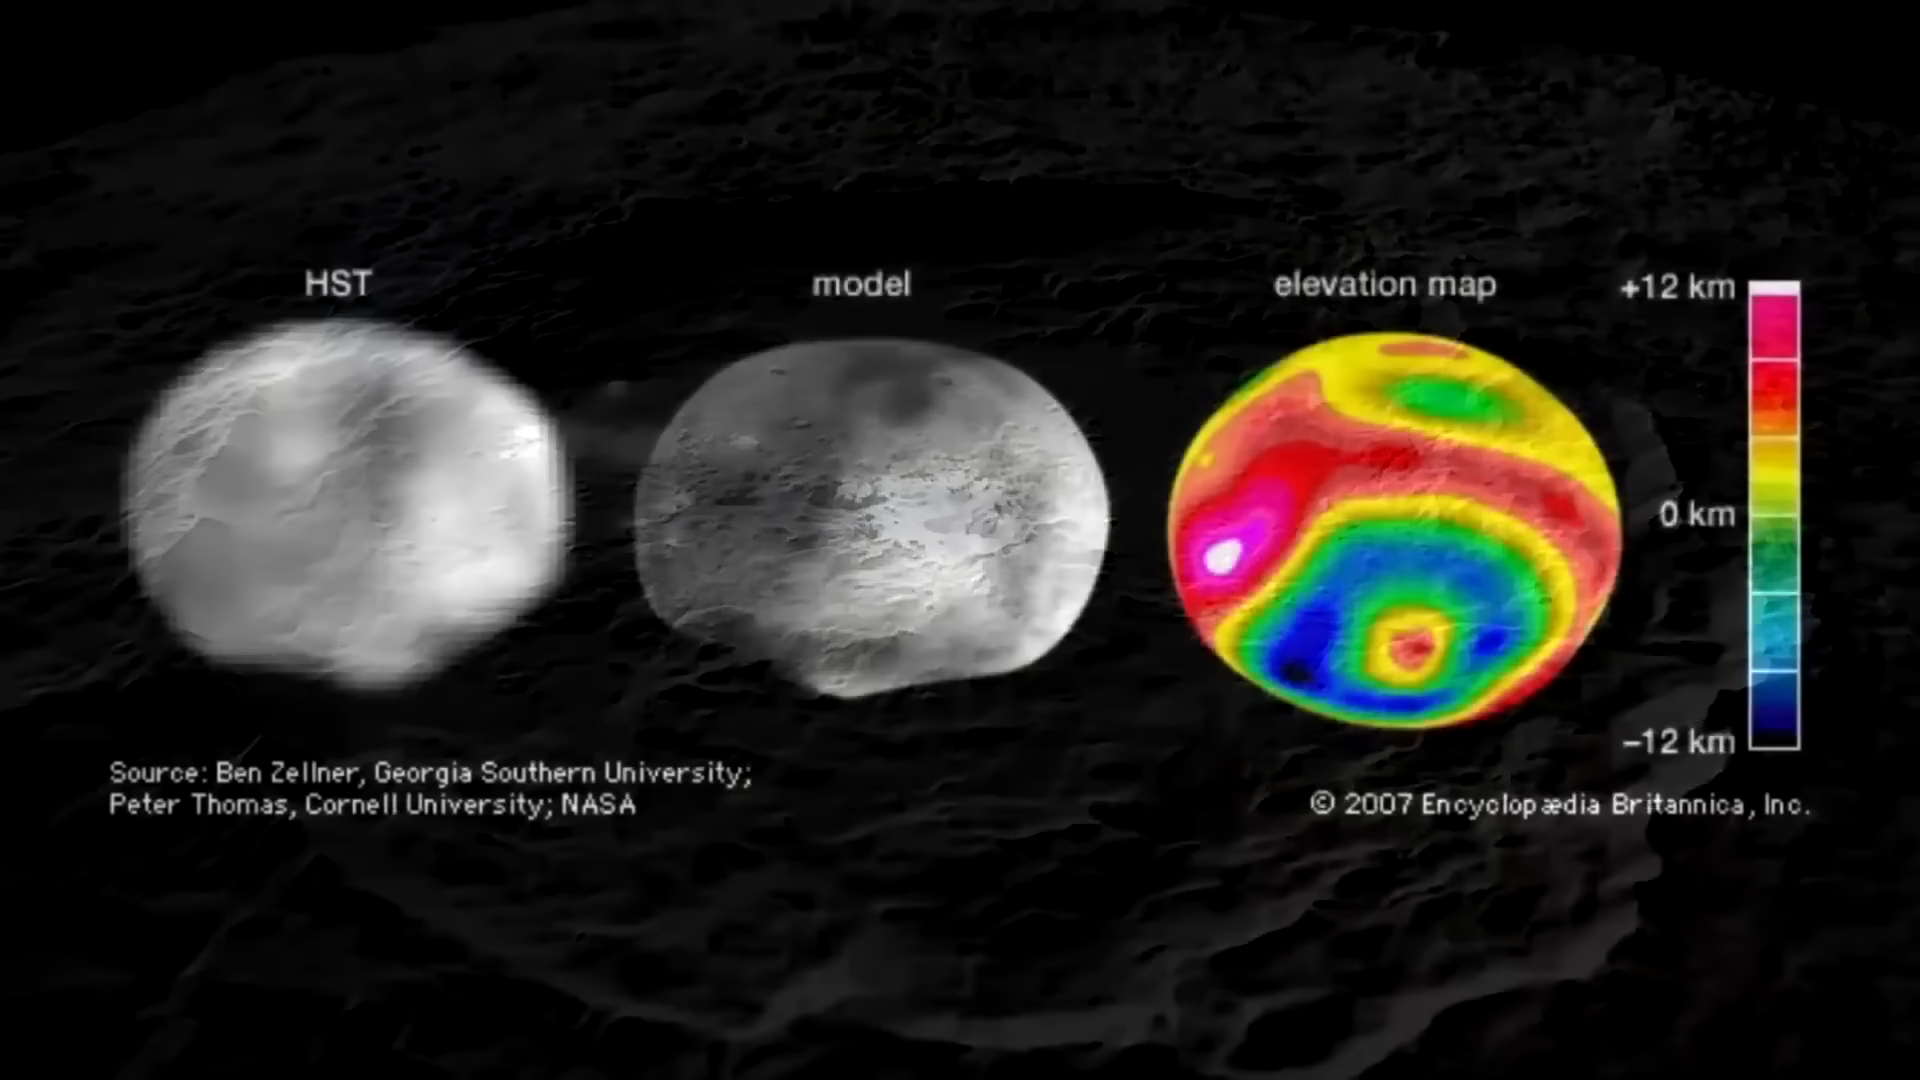 HST
model
elevation map
+12 km
0 km
−12 km
Source: Ben Zellner, Georgia Southern University;
Peter Thomas, Cornell University; NASA
© 2007 Encyclopædia Britannica, Inc.